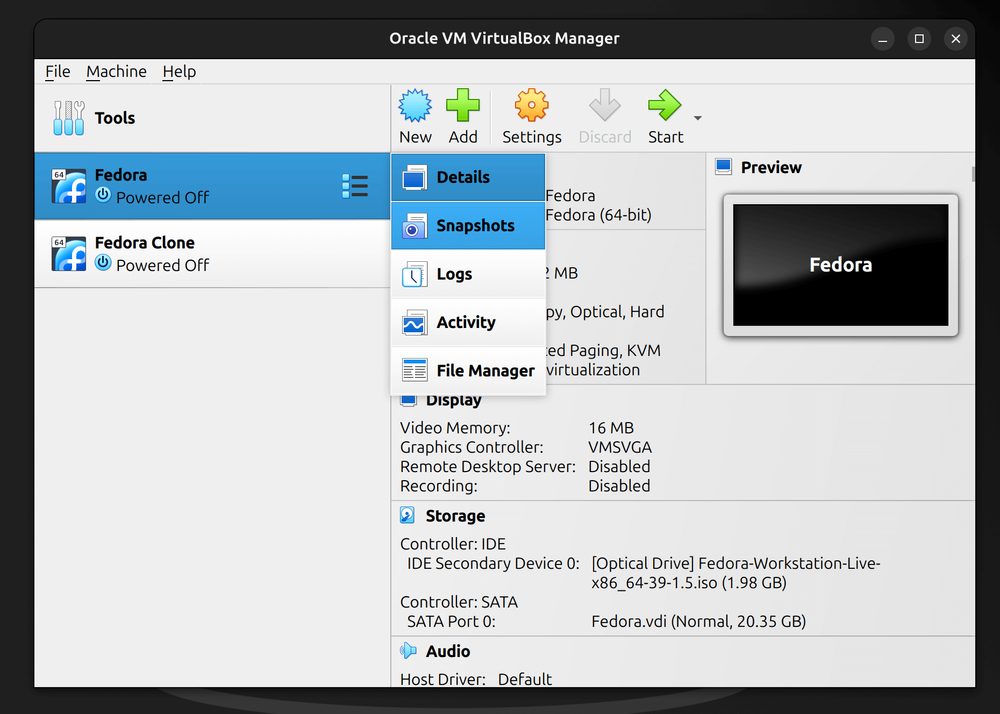 Oracle VM VirtualBox Manager
File Machine Help
Tools
New Add Settings Discard Start
64
Fedora
Powered Off
64
Fedora Clone
Powered Off
Details
Snapshots
Logs
Activity
File Manager
Fedora
Fedora (64-bit)
2 MB
Optical, Hard
Paging, KVM
virtualization
Preview
Fedora
Display
Video Memory: 16 MB
Graphics Controller: VMSVGA
Remote Desktop Server: Disabled
Recording: Disabled
Storage
Controller: IDE
IDE Secondary Device 0: [Optical Drive] Fedora-Workstation-Live-
x86_64-39-1.5.iso (1.98 GB)
Controller: SATA
SATA Port 0: Fedora.vdi (Normal, 20.35 GB)
Audio
Host Driver: Default